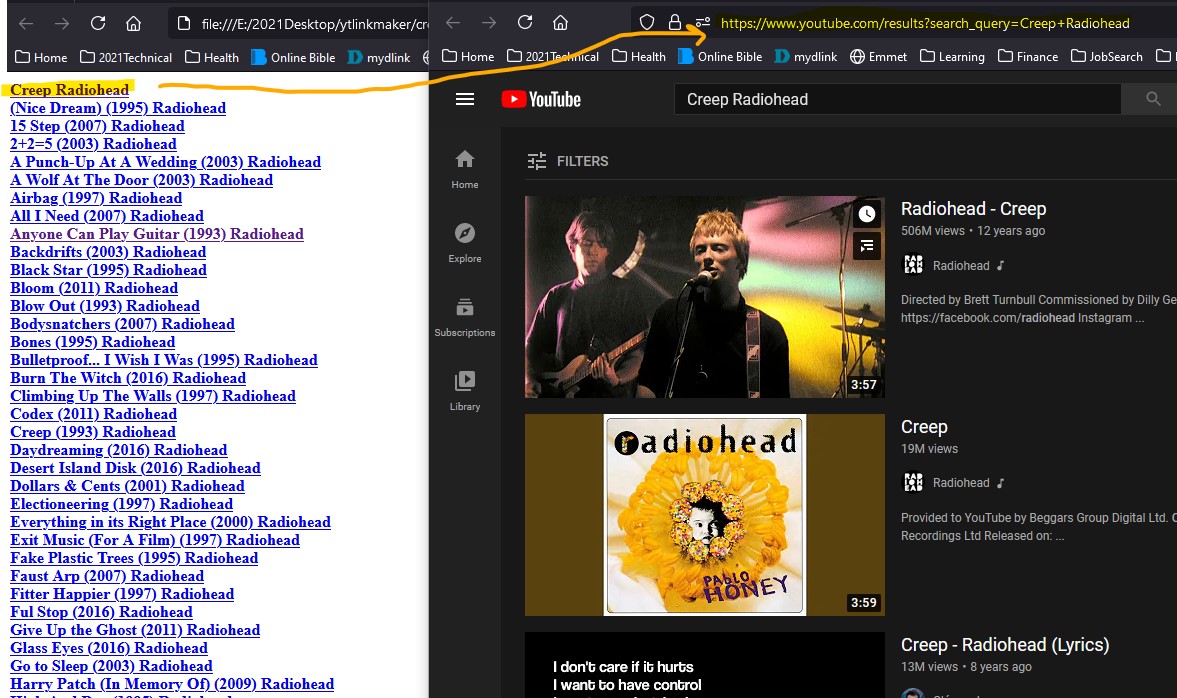 file:///E:/2021Desktop/ytlinkmaker/cr
Home 2021Technical Health Online Bible mydlink
Creep Radiohead
(Nice Dream) (1995) Radiohead
15 Step (2007) Radiohead
2+2=5 (2003) Radiohead
A Punch-Up At A Wedding (2003) Radiohead
A Wolf At The Door (2003) Radiohead
Airbag (1997) Radiohead
All I Need (2007) Radiohead
Anyone Can Play Guitar (1993) Radiohead
Backdrifts (2003) Radiohead
Black Star (1995) Radiohead
Bloom (2011) Radiohead
Blow Out (1993) Radiohead
Bodysnatchers (2007) Radiohead
Bones (1995) Radiohead
Bulletproof... I Wish I Was (1995) Radiohead
Burn The Witch (2016) Radiohead
Climbing Up The Walls (1997) Radiohead
Codex (2011) Radiohead
Creep (1993) Radiohead
Daydreaming (2016) Radiohead
Desert Island Disk (2016) Radiohead
Dollars & Cents (2001) Radiohead
Electioneering (1997) Radiohead
Everything in its Right Place (2000) Radiohead
Exit Music (For A Film) (1997) Radiohead
Fake Plastic Trees (1995) Radiohead
Faust Arp (2007) Radiohead
Fitter Happier (1997) Radiohead
Ful Stop (2016) Radiohead
Give Up the Ghost (2011) Radiohead
Glass Eyes (2016) Radiohead
Go to Sleep (2003) Radiohead
Harry Patch (In Memory Of) (2009) Radiohead
https://www.youtube.com/results?search_query=Creep+Radiohead
Home 2021Technical Health Online Bible mydlink Emmet Learning Finance JobSearch
YouTube
Creep Radiohead
Home
Explore
Subscriptions
Library
FILTERS
3:57
Radiohead - Creep
506M views • 12 years ago
Radiohead
Directed by Brett Turnbull Commissioned by Dilly Ge
https://facebook.com/radiohead Instagram ...
radiohead
PABLO
HONEY
3:59
Creep
19M views
Radiohead
Provided to YouTube by Beggars Group Digital Ltd. C
Recordings Ltd Released on: ...
I don't care if it hurts
I want to have control
Creep - Radiohead (Lyrics)
13M views • 8 years ago